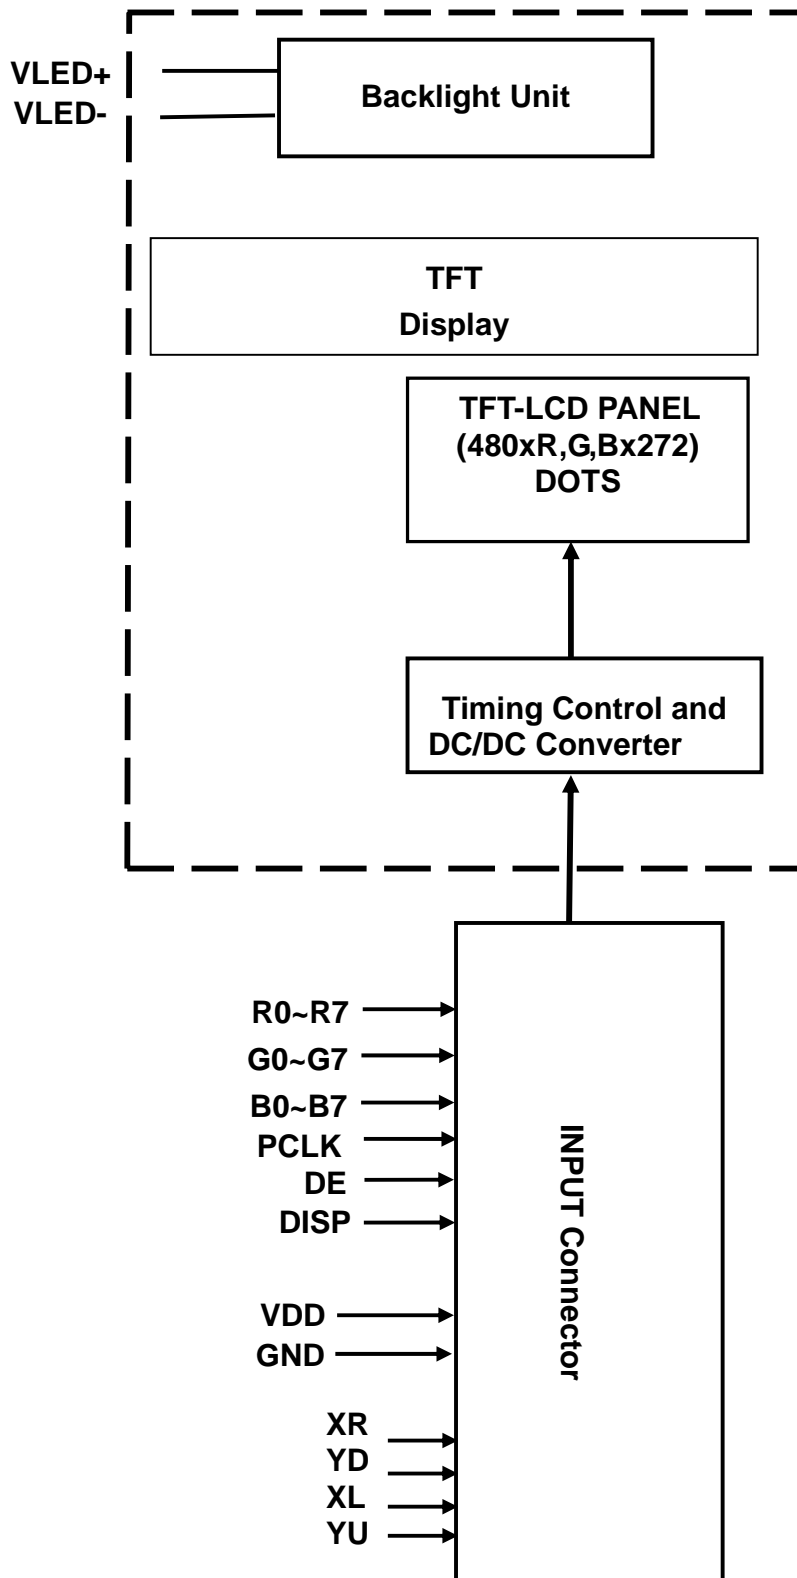 VLED+
VLED-
Backlight Unit
TFT
Display
TFT-LCD PANEL
(480xR,G,Bx272)
DOTS
Timing Control and
DC/DC Converter
R0~R7
G0~G7
B0~B7
PCLK
DE
DISP
VDD
GND
XR
YD
XL
YU
INPUT Connector